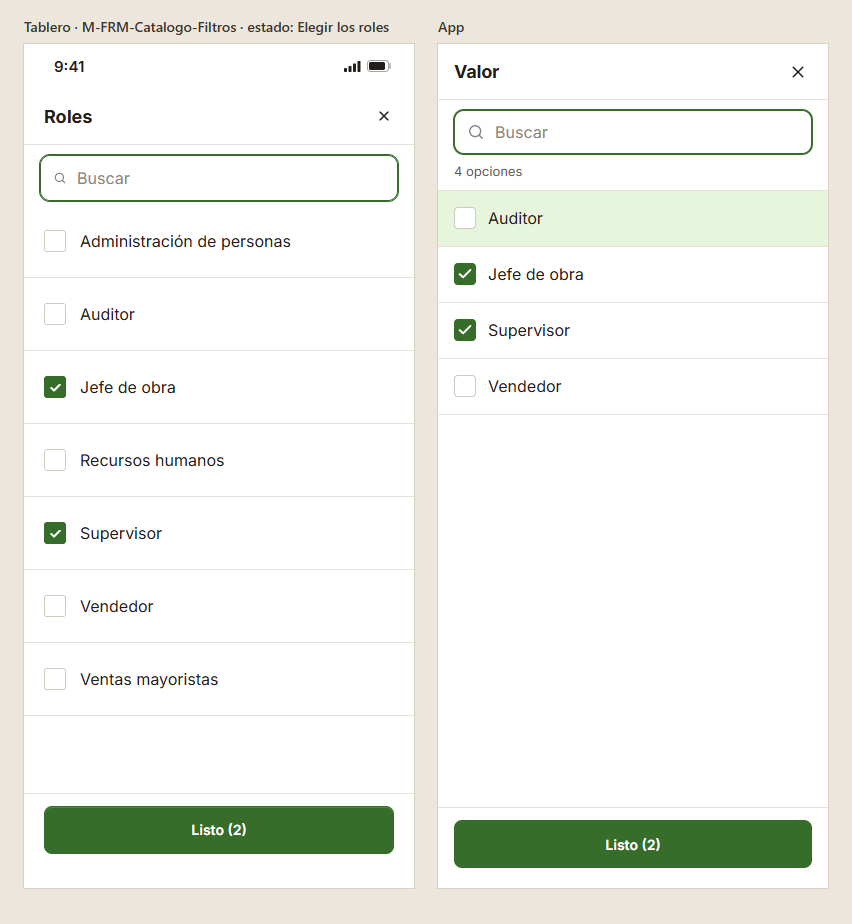 Tablero · M-FRM-Catalogo-Filtros · estado: Elegir los roles
9:41
Roles
Buscar
Administración de personas
Auditor
Jefe de obra
Recursos humanos
Supervisor
Vendedor
Ventas mayoristas
Listo (2)
App
Valor
Buscar
4 opciones
Auditor
Jefe de obra
Supervisor
Vendedor
Listo (2)